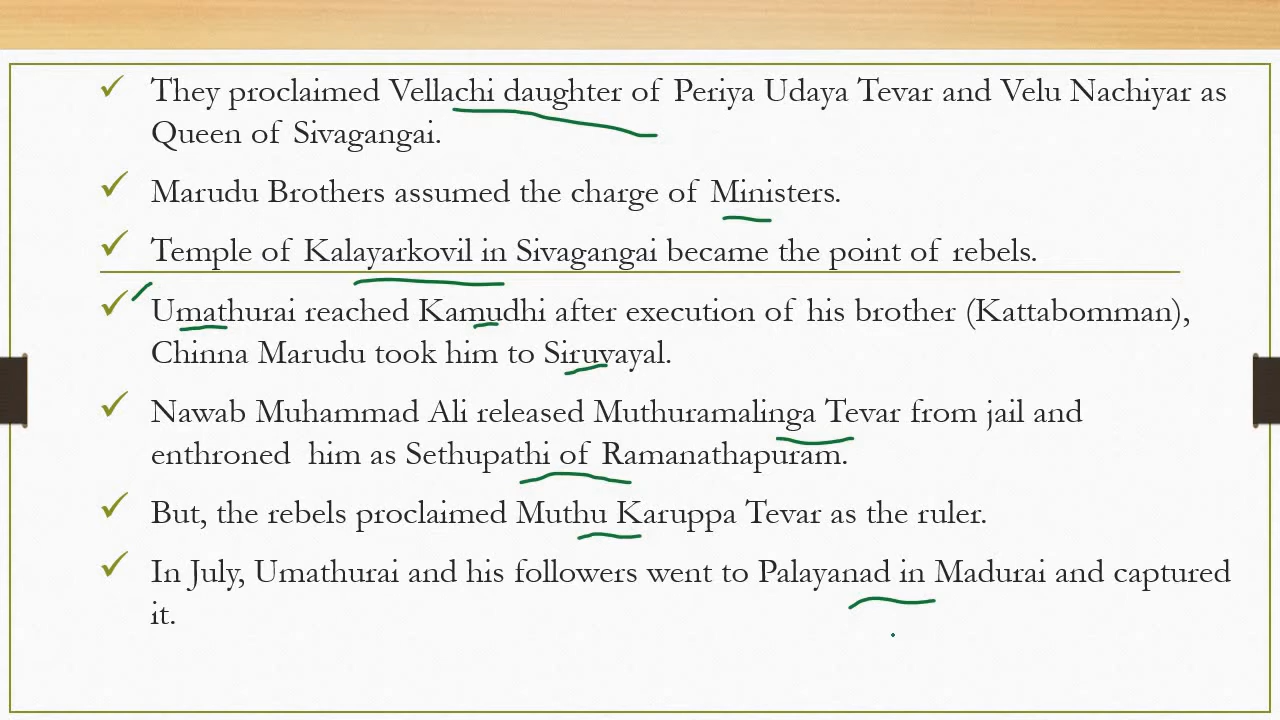 They proclaimed Vellachi daughter of Periya Udaya Tevar and Velu Nachiyar as
Queen of Sivagangai.
Marudu Brothers assumed the charge of Ministers.
Temple of Kalayarkovil in Sivagangai became the point of rebels.
Umathurai reached Kamudhi after execution of his brother (Kattabomman),
Chinna Marudu took him to Siruvayal.
Nawab Muhammad Ali released Muthuramalinga Tevar from jail and
enthroned him as Sethupathi of Ramanathapuram.
But, the rebels proclaimed Muthu Karuppa Tevar as the ruler.
In July, Umathurai and his followers went to Palayanad in Madurai and captured
it.